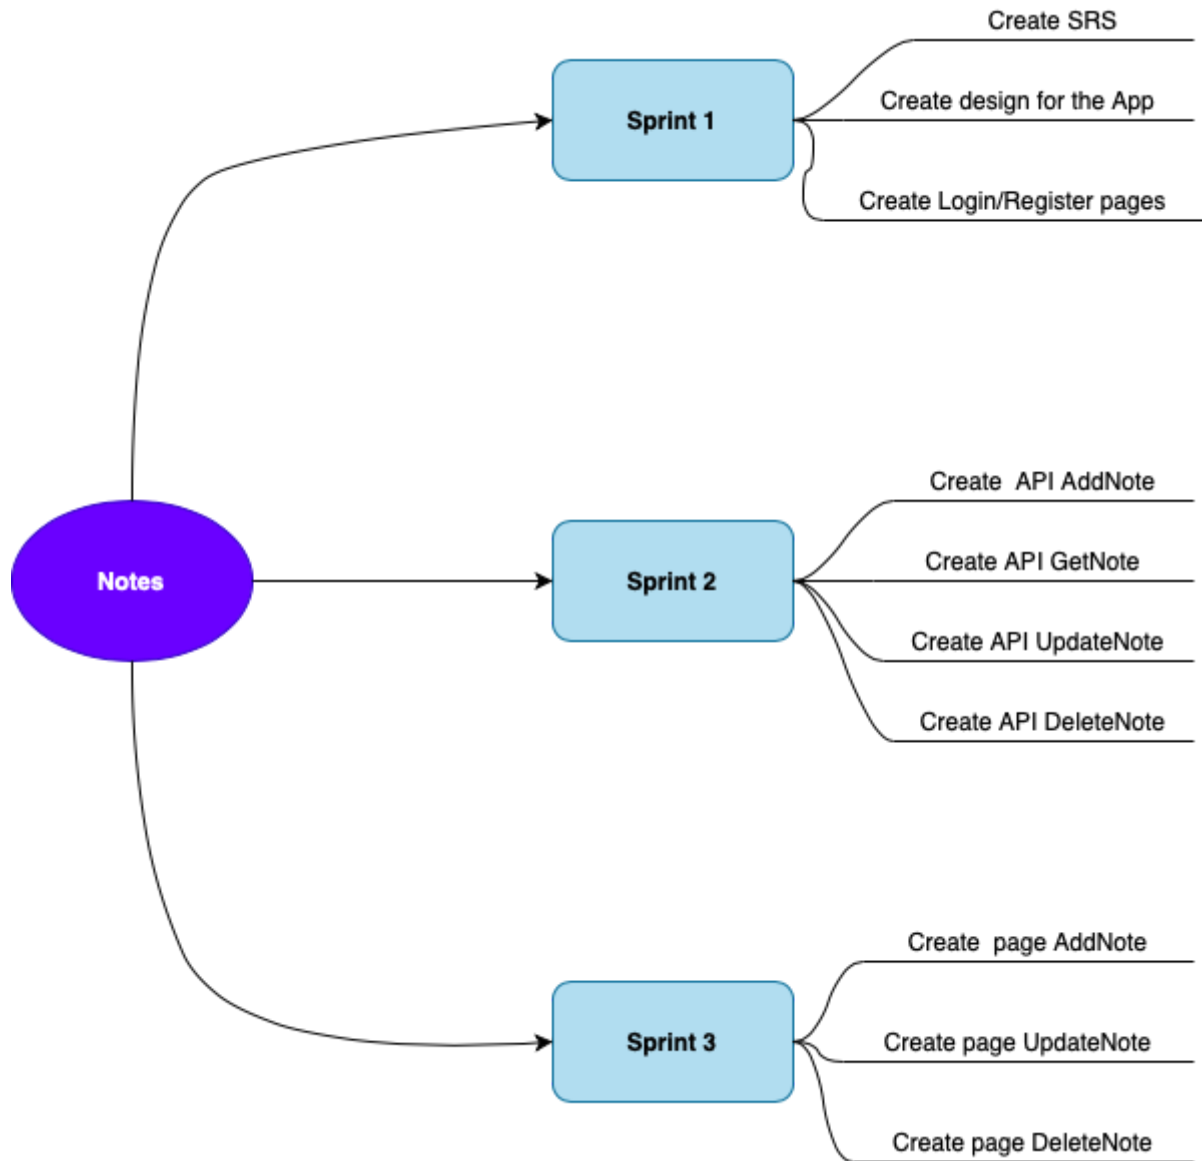 Create SRS
Create design for the App
Sprint 1
Create Login/Register pages
Create  API AddNote
Create API GetNote
Notes
Sprint 2
Create API UpdateNote
Create API DeleteNote
Create  page AddNote
Sprint 3
Create page UpdateNote
Create page DeleteNote